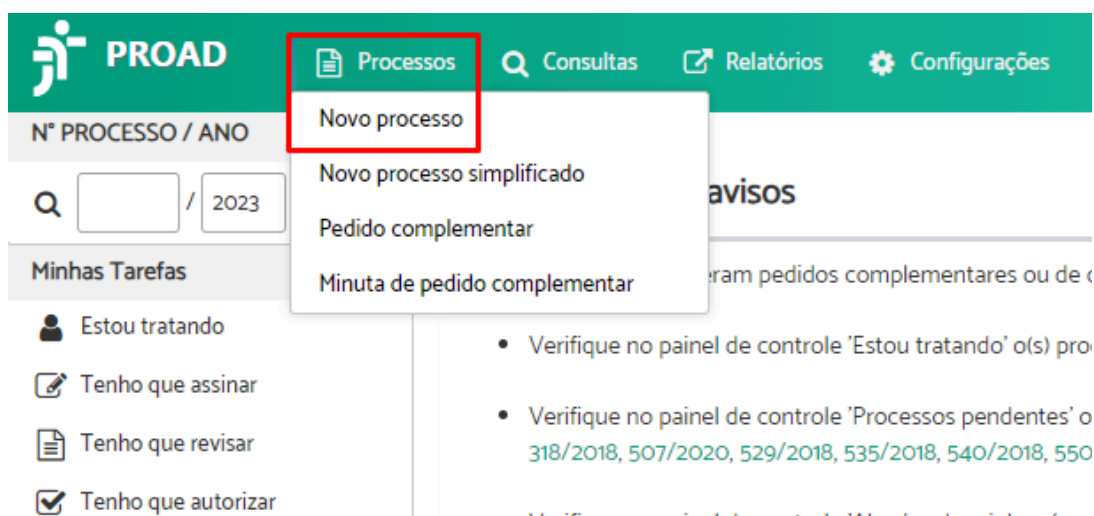 PROAD
Processos Consultas Relatórios Configurações
Novo processo
Novo processo simplificado
Pedido complementar
Minuta de pedido complementar
N° PROCESSO / ANO
/ 2023
Minhas Tarefas
Estou tratando
Tenho que assinar
Tenho que revisar
Tenho que autorizar
avisos
eram pedidos complementares ou de
• Verifique no painel de controle 'Estou tratando' o(s)
• Verifique no painel de controle 'Processos pendentes'
318/2018, 507/2020, 529/2018, 535/2018, 540/2018, 550